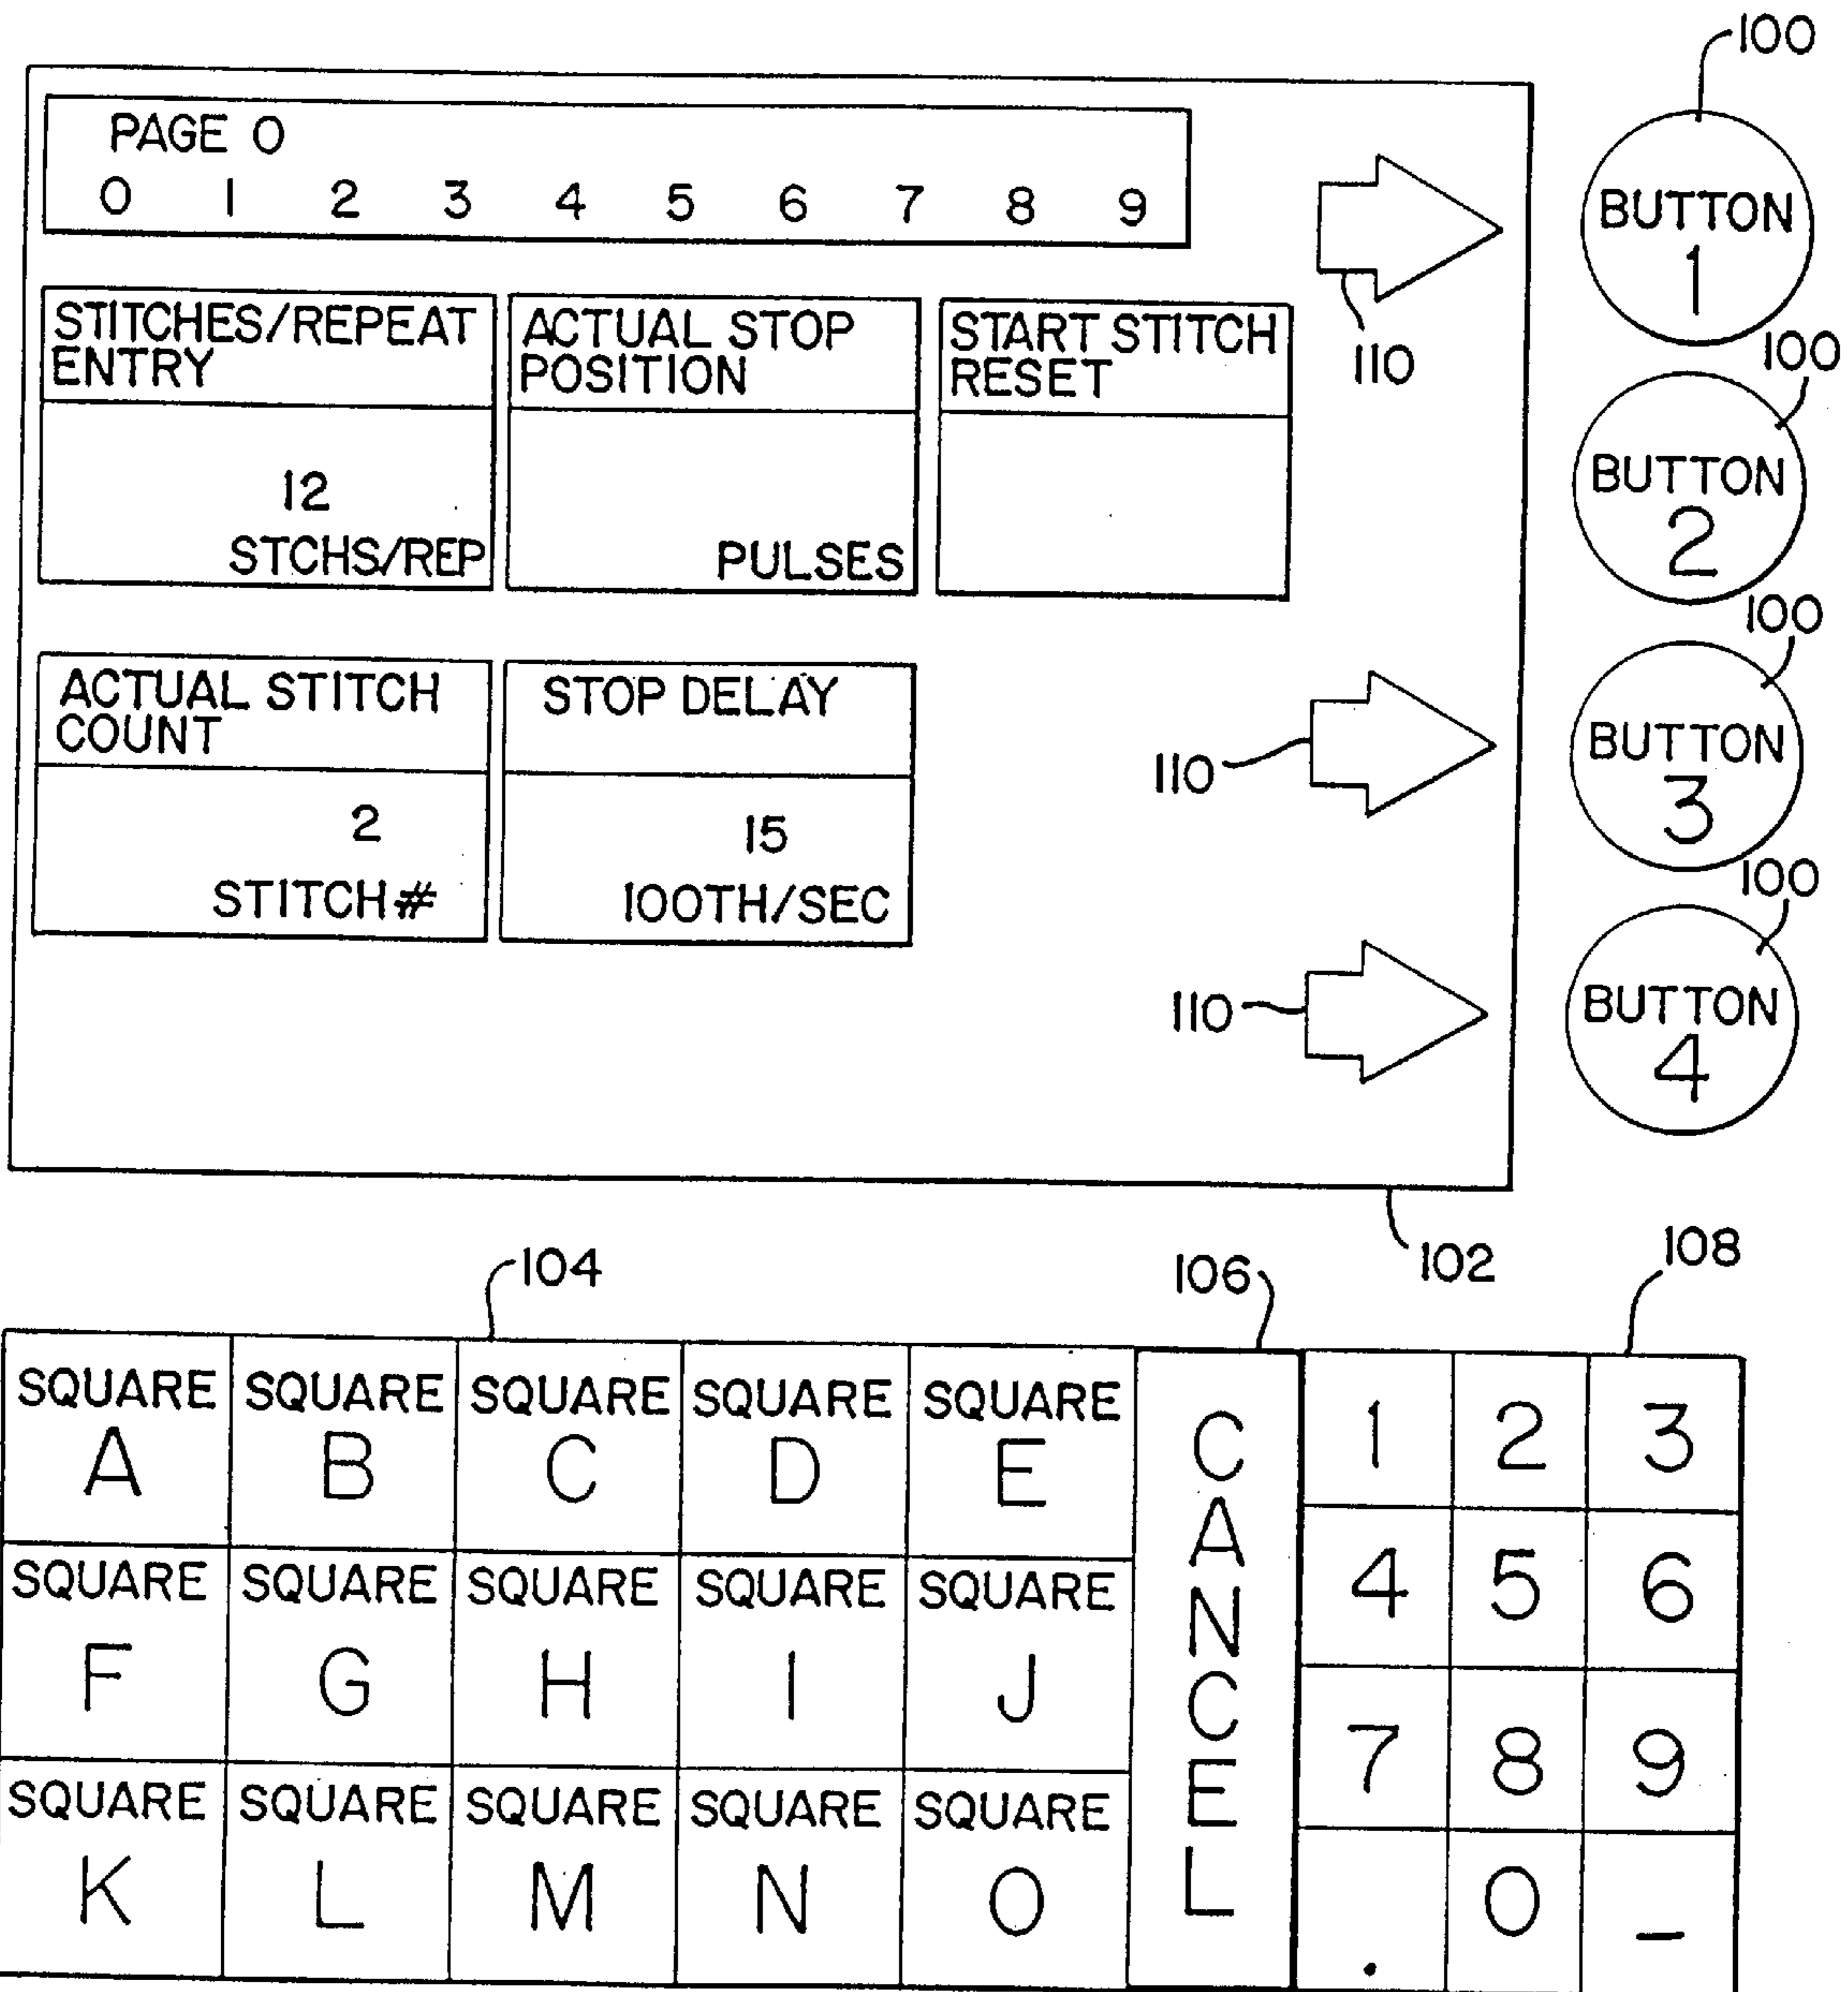 100
PAGE 0
0 1 2 3 4 5 6 7 8 9
BUTTON
1
110
STITCHES/REPEAT
ENTRY
12
STCHS/REP
ACTUAL STOP
POSITION
PULSES
START STITCH
RESET
100
BUTTON
2
100
ACTUAL STITCH
COUNT
2
STITCH#
STOP DELAY
15
100TH/SEC
110
BUTTON
3
100
110
BUTTON
4
102
104
106
108
SQUARE SQUARE SQUARE SQUARE SQUARE
A B C D E
SQUARE SQUARE SQUARE SQUARE SQUARE
F G H I J
SQUARE SQUARE SQUARE SQUARE SQUARE
K L M N O
CANCEL
1 2 3
4 5 6
7 8 9
. 0 -